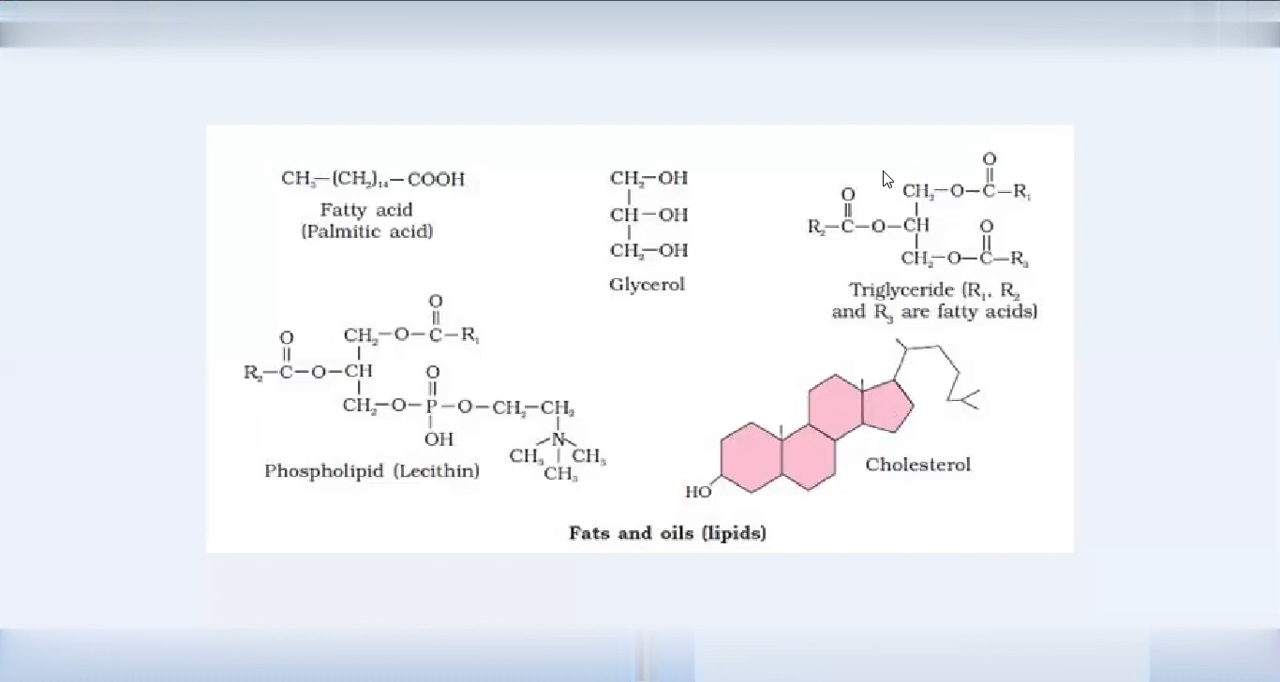 CH₃—(CH₂)₁₄—COOH
Fatty acid
(Palmitic acid)
CH₂—OH
CH—OH
CH₂—OH
Glycerol
O
CH₂—O—C—R₁
O
R₂—C—O—CH
O
CH₂—O—C—R₃
Triglyceride (R₁, R₂
and R₃ are fatty acids)
O
CH₂—O—C—R₁
O
R₂—C—O—CH
O
CH₂—O—P—O—CH₂—CH₂
OH
N
CH₃ CH₃
CH₃
Phospholipid (Lecithin)
HO
Cholesterol
Fats and oils (lipids)